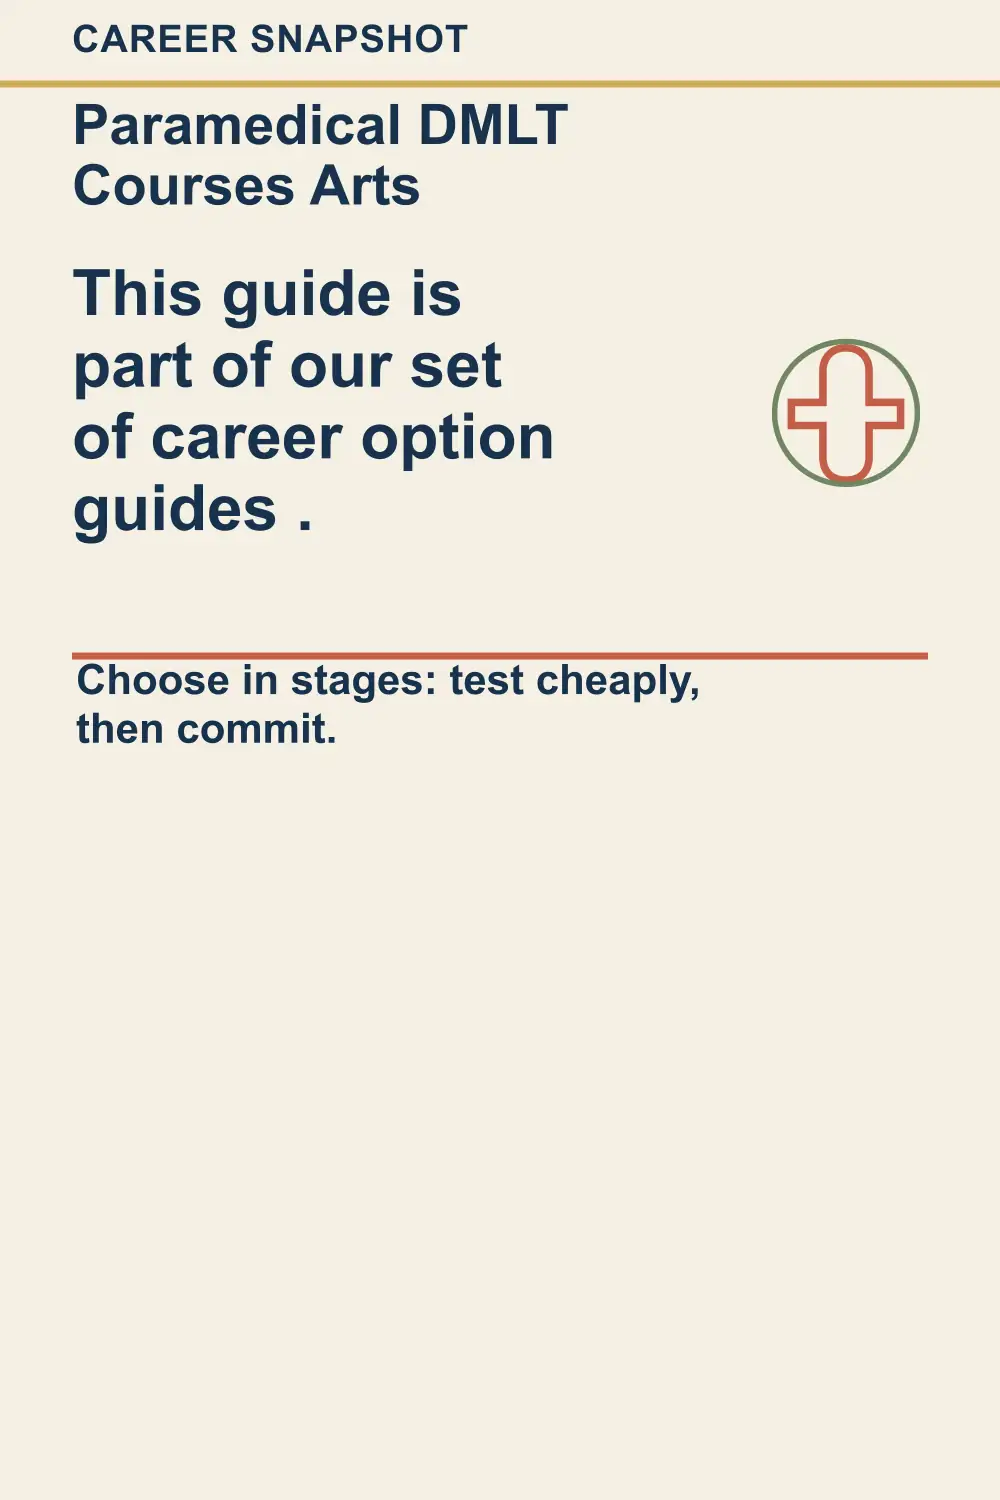 CAREER SNAPSHOT
Paramedical DMLT
Courses Arts
This guide is
part of our set
of career option
guides .
Choose in stages: test cheaply,
then commit.